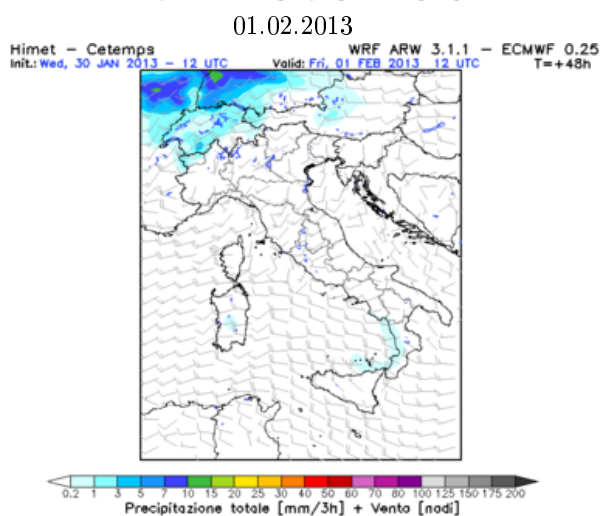 01.02.2013
Himet - Cetemps WRF ARW 3.1.1 - ECMWF 0.25
Init.: Wed, 30 JAN 2013 - 12 UTC Valid: Fri, 01 FEB 2013 12 UTC T=+48h
0.2 1 3 5 7 10 15 20 25 30 40 50 60 70 80 100 125 150 175 200
Precipitazione totale [mm/3h] + Vento [nodi]